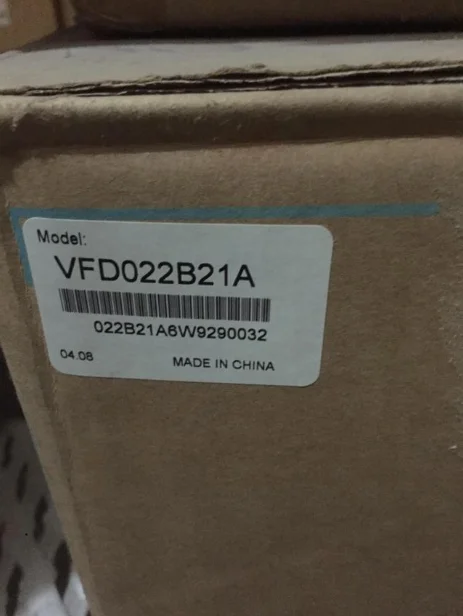 Model:
VFD022B21A
022B21A6W9290032
04.08
MADE IN CHINA